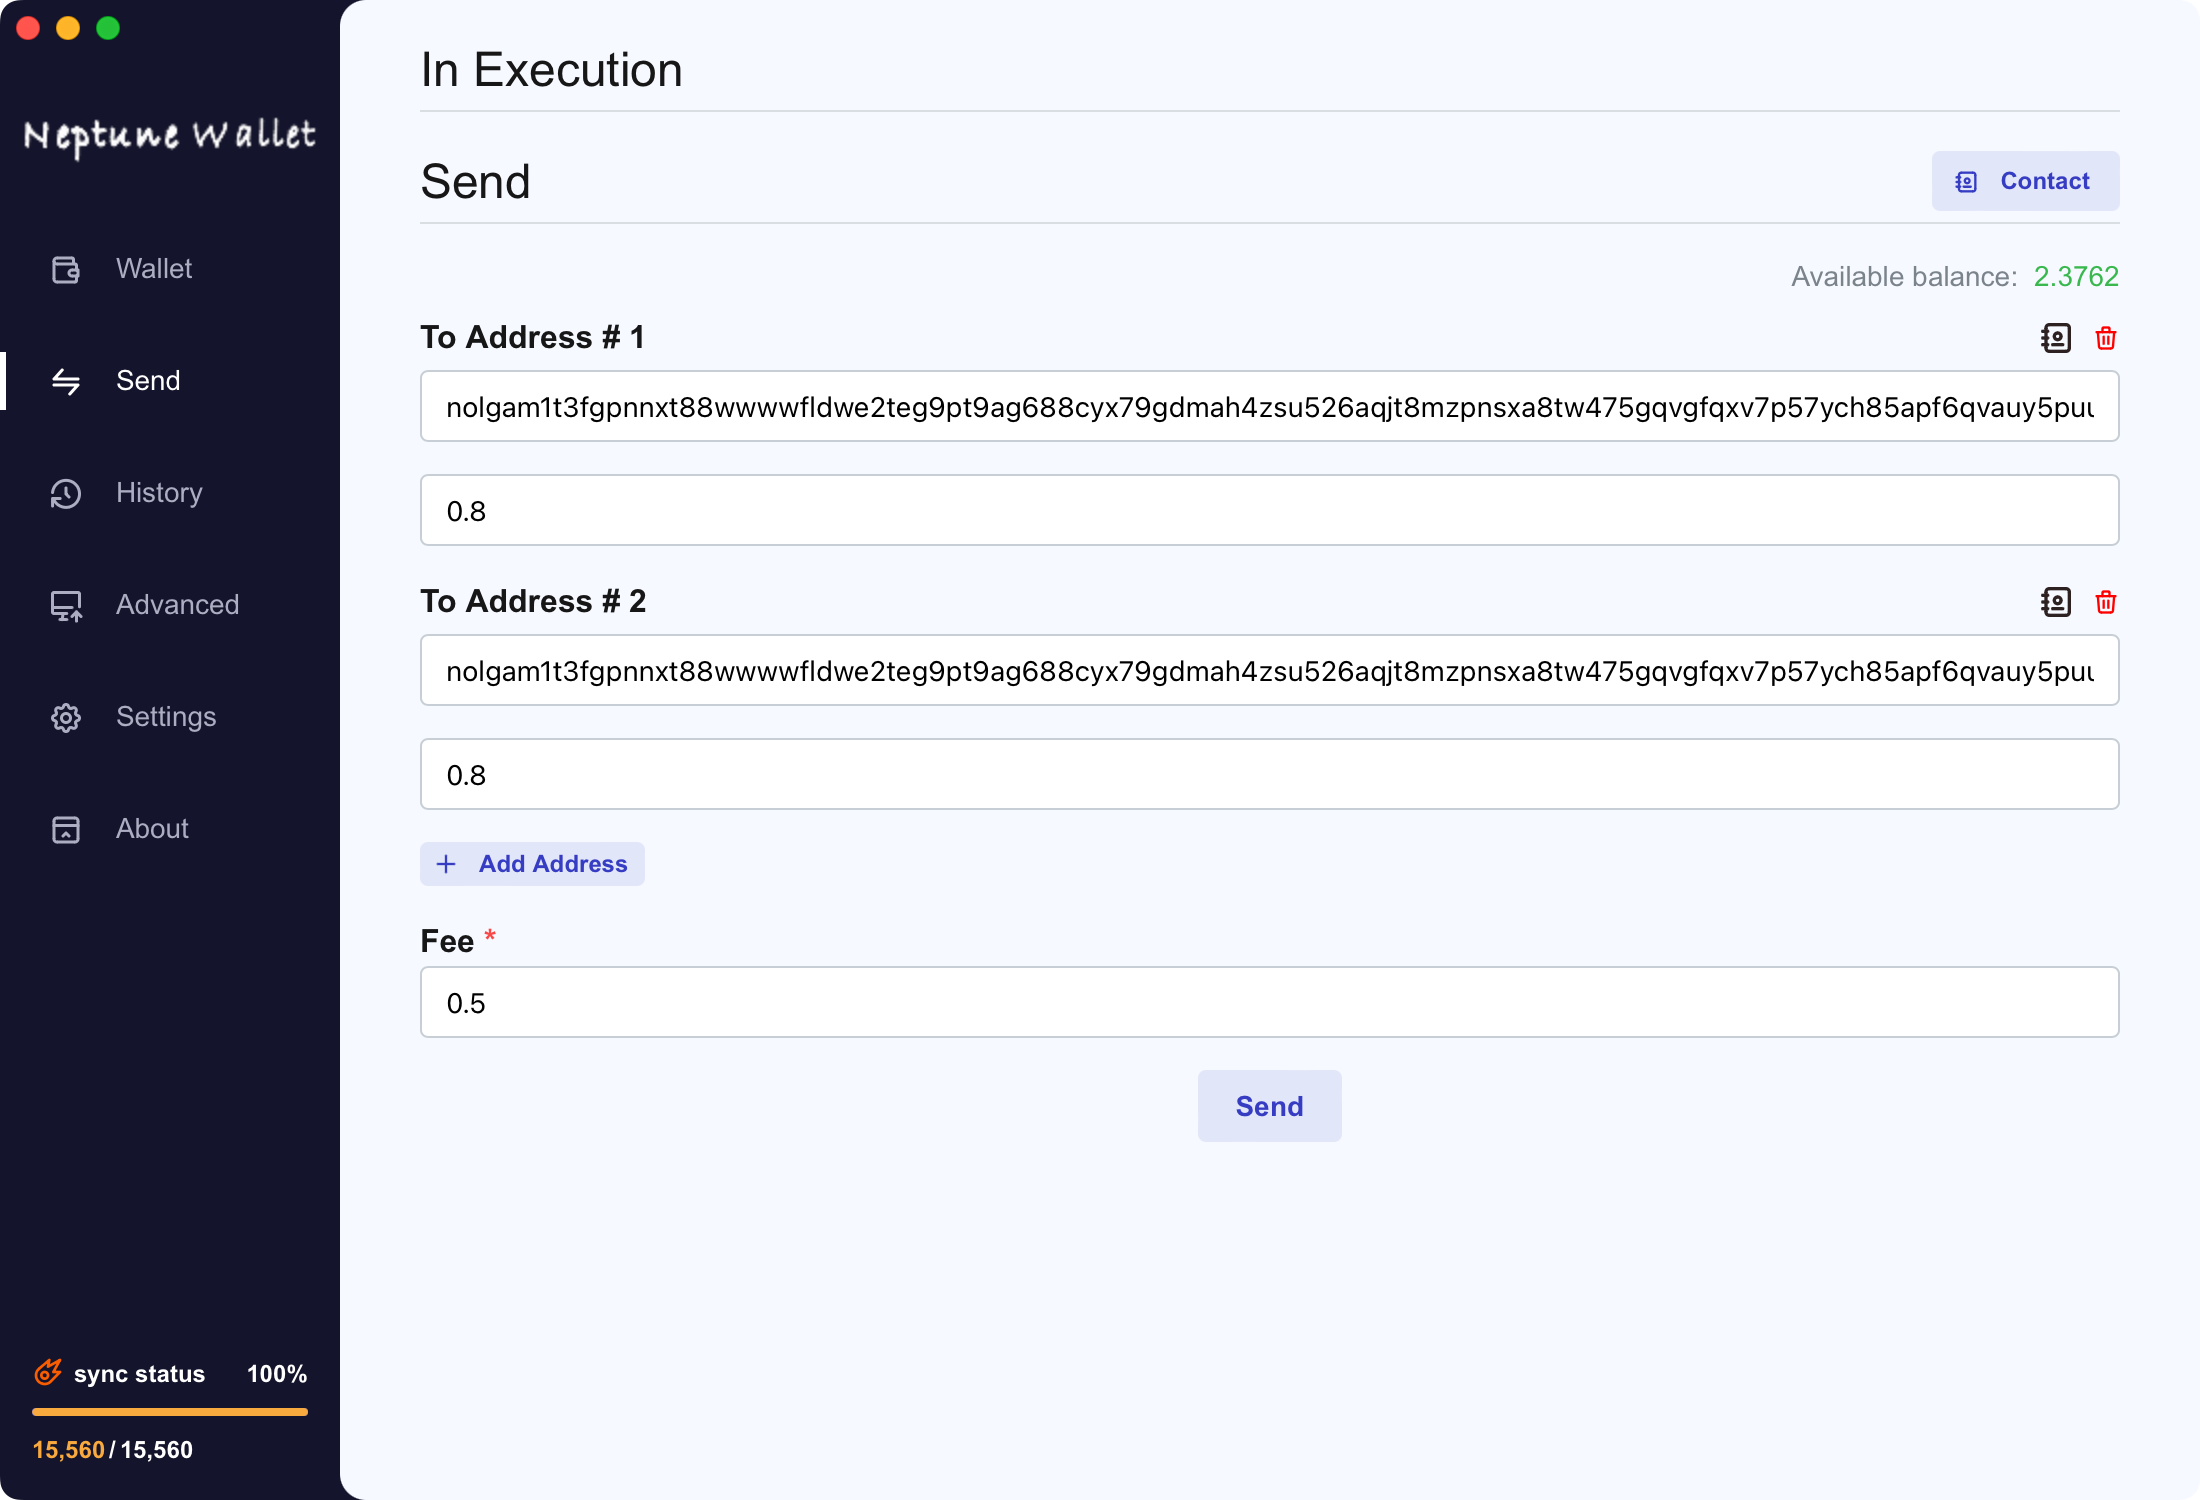 Neptune Wallet
Wallet
Send
History
Advanced
Settings
About
sync status 100%
15,560/15,560
In Execution
Send
Contact
Available balance: 2.3762
To Address # 1
nolgam1t3fgpnnxt88wwwwfldwe2teg9pt9ag688cyx79gdmah4zsu526aqjt8mzpnsxa8tw475gqvgfqxv7p57ych85apf6qvauy5puu
0.8
To Address # 2
nolgam1t3fgpnnxt88wwwwfldwe2teg9pt9ag688cyx79gdmah4zsu526aqjt8mzpnsxa8tw475gqvgfqxv7p57ych85apf6qvauy5puu
0.8
Add Address
Fee *
0.5
Send